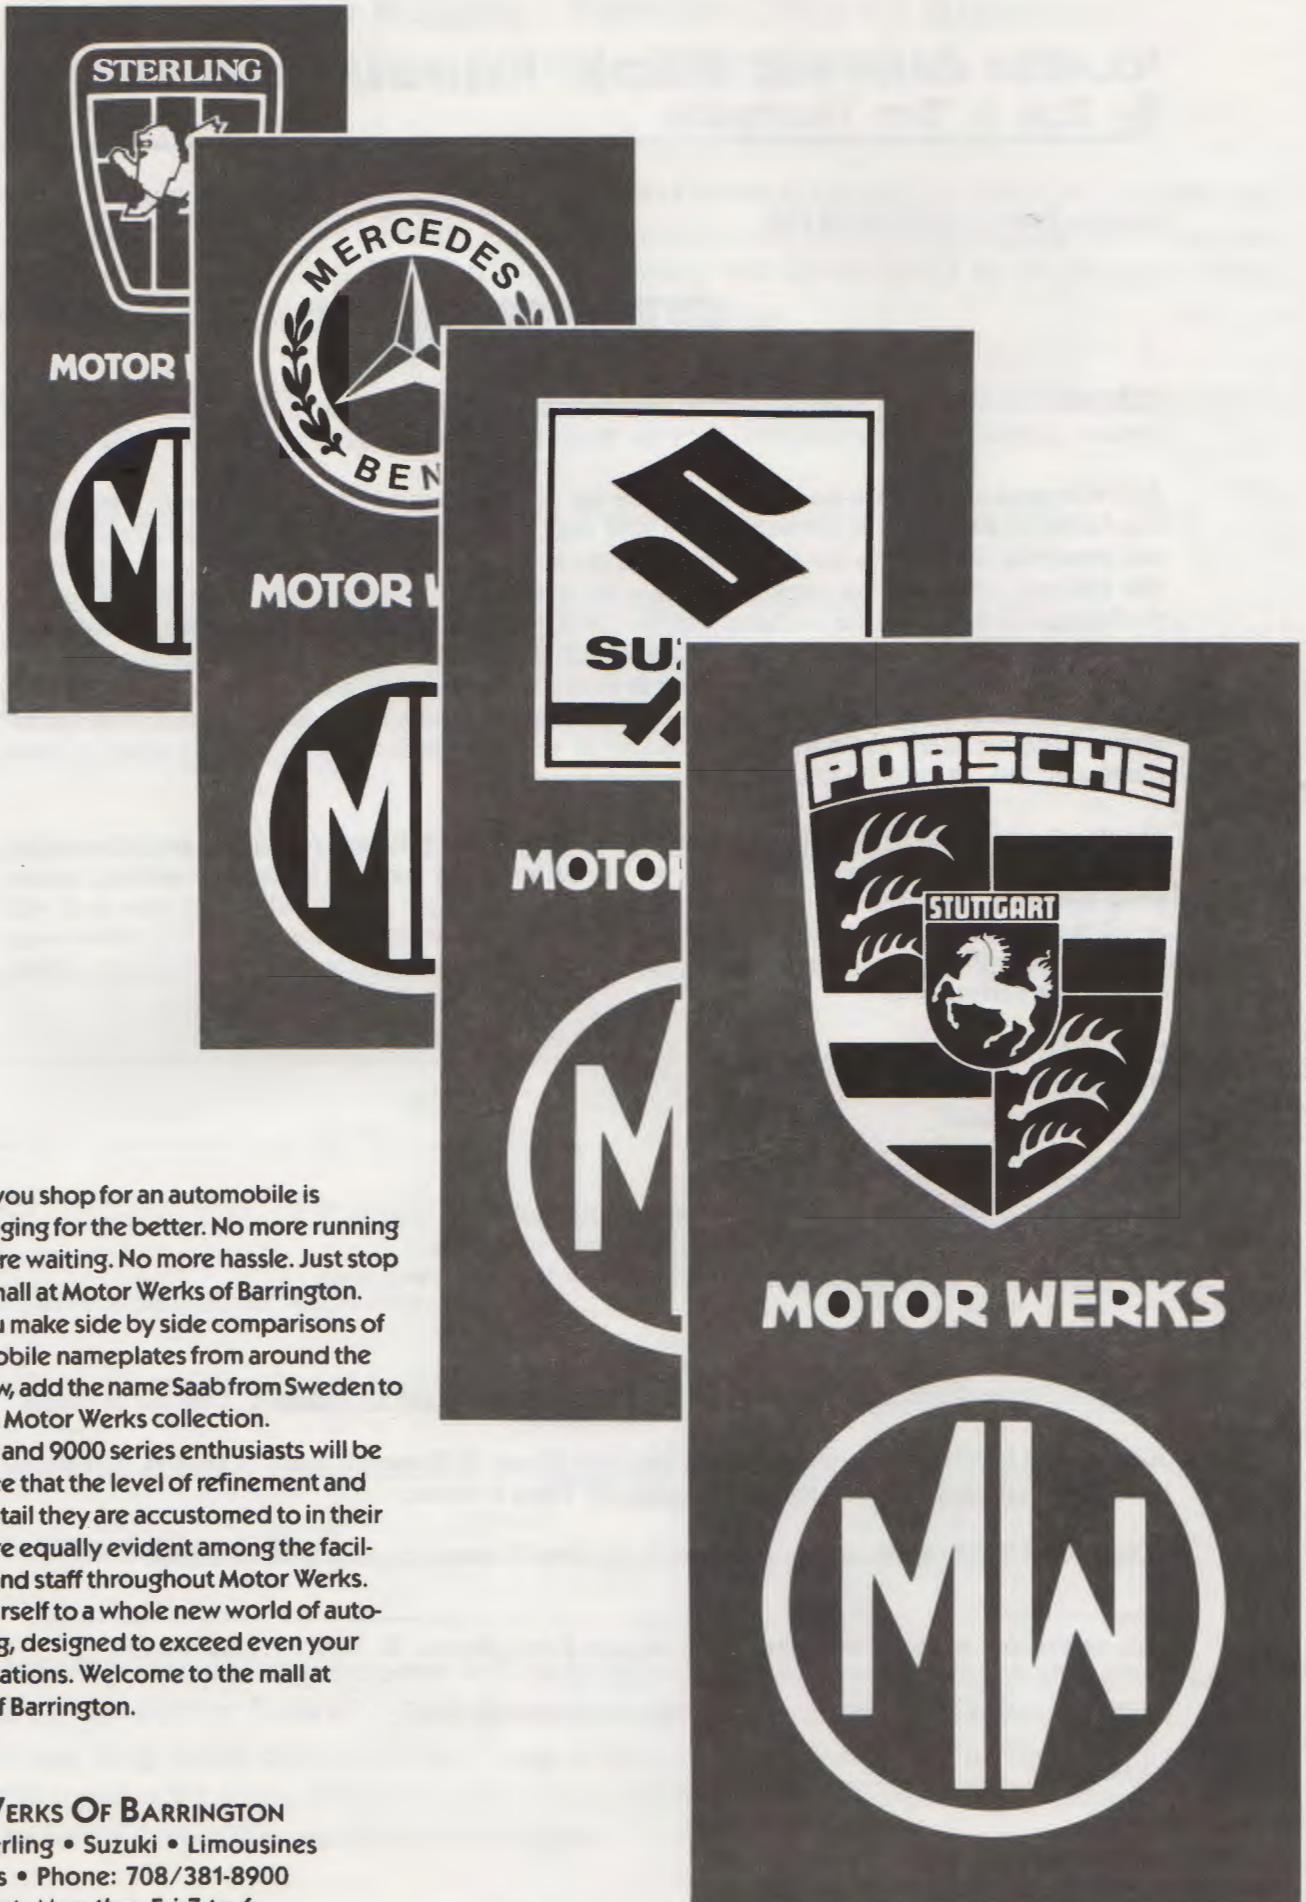 STERLING
MOTOR
M
MERCEDES
BEN
MOTOR
M
SU
MOTOR
M
PORSCHE
STUTTGART
MOTOR WERKS
MW
you shop for an automobile is
ging for the better. No more running
re waiting. No more hassle. Just stop
all at Motor Werks of Barrington.
u make side by side comparisons of
obile nameplates from around the
w, add the name Saab from Sweden to
Motor Werks collection.
and 9000 series enthusiasts will be
e that the level of refinement and
tail they are accustomed to in their
re equally evident among the facil-
nd staff throughout Motor Werks.
rself to a whole new world of auto-
g, designed to exceed even your
ations. Welcome to the mall at
f Barrington.
ERKS OF BARRINGTON
rling • Suzuki • Limousines
s • Phone: 708/381-8900